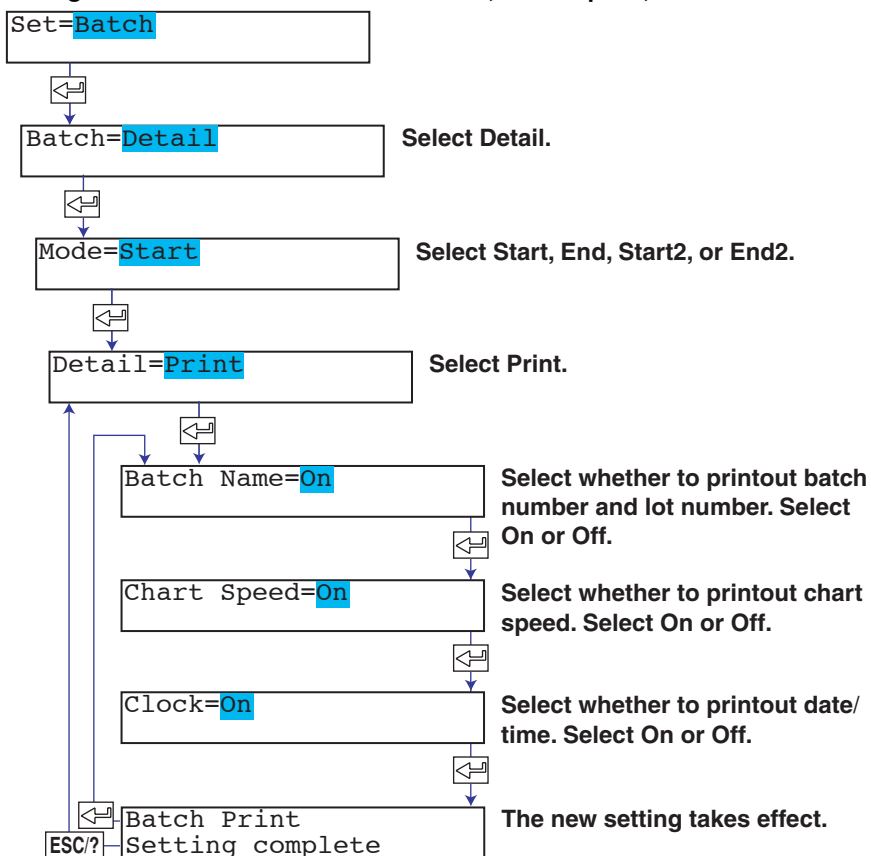 Set=Batch
Batch=Detail
Select Detail.
Mode=Start
Select Start, End, Start2, or End2.
Detail=Print
Select Print.
Batch Name=On
Select whether to printout batch
number and lot number. Select
On or Off.
Chart Speed=On
Select whether to printout chart
speed. Select On or Off.
Clock=On
Select whether to printout date/
time. Select On or Off.
Batch Print
The new setting takes effect.
ESC/?
Setting complete